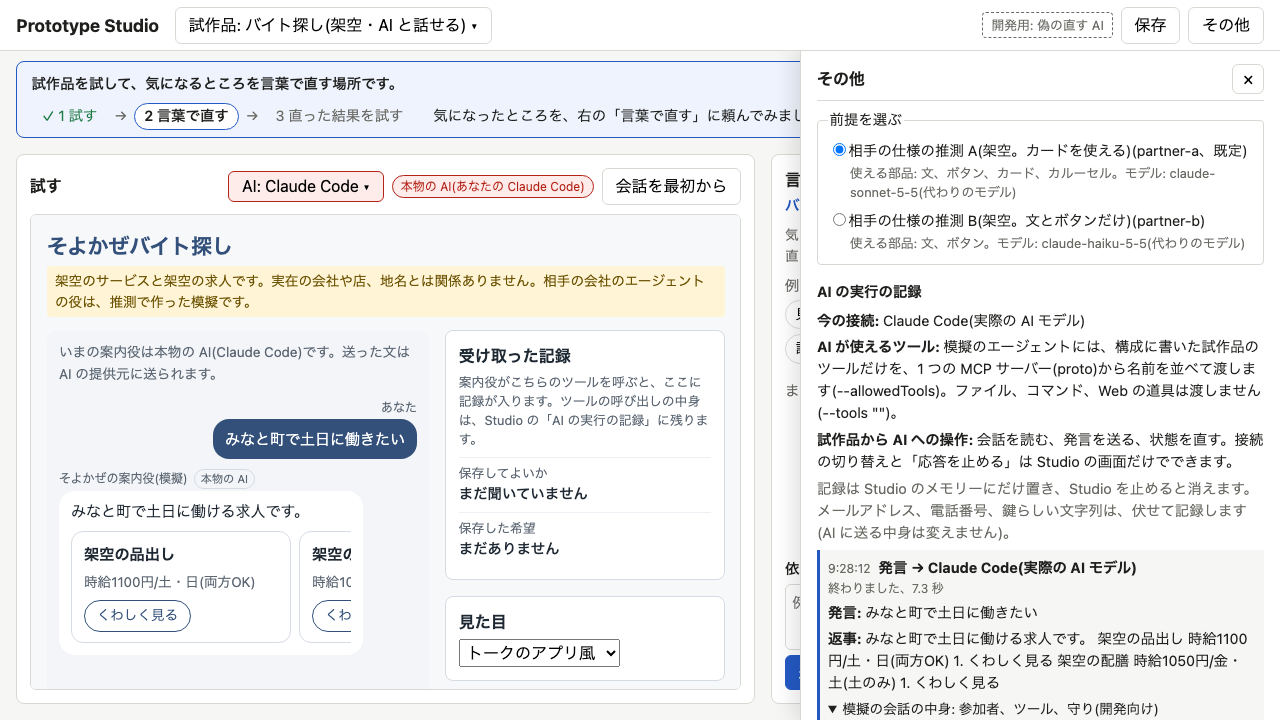 Prototype Studio
試作品: バイト探し(架空・AI と話せる) ▾
開発用: 偽の直す AI
保存
その他
試作品を試して、気になるところを言葉で直す場所です。
✓ 1 試す → 2 言葉で直す → 3 直った結果を試す
気になったところを、右の「言葉で直す」に頼んでみまし
試す
AI: Claude Code ▾
本物の AI(あなたの Claude Code)
会話を最初から
そよかぜバイト探し
架空のサービスと架空の求人です。実在の会社や店、地名とは関係ありません。相手の会社のエージェント
の役は、推測で作った模擬です。
いまの案内役は本物の AI(Claude Code)です。送った文は
AI の提供元に送られます。
あなた
みなと町で土日に働きたい
そよかぜの案内役(模擬) 本物の AI
みなと町で土日に働ける求人です。
架空の品出し
時給1100円/土・日(両方OK)
くわしく見る
架空の
時給10
くわ
受け取った記録
案内役がこちらのツールを呼ぶと、ここに
記録が入ります。ツールの呼び出しの中身
は、Studio の「AI の実行の記録」に残りま
す。
保存してよいか
まだ聞いていません
保存した希望
まだありません
見た目
トークのアプリ風
言
バ
気
直
例
ま
依
例
その他
×
前提を選ぶ
相手の仕様の推測 A(架空。カードを使える)(partner-a、既定)
使える部品: 文、ボタン、カード、カルーセル。モデル: claude-
sonnet-5-5(代わりのモデル)
相手の仕様の推測 B(架空。文とボタンだけ)(partner-b)
使える部品: 文、ボタン。モデル: claude-haiku-5-5(代わりのモデル)
AI の実行の記録
今の接続: Claude Code(実際の AI モデル)
AI が使えるツール: 模擬のエージェントには、構成に書いた試作品の
ツールだけを、1 つの MCP サーバー(proto)から名前を並べて渡しま
す(--allowedTools)。ファイル、コマンド、Web の道具は渡しません
(--tools "")。
試作品から AI への操作: 会話を読む、発言を送る、状態を直す。接続
の切り替えと「応答を止める」は Studio の画面だけでできます。
記録は Studio のメモリーにだけ置き、Studio を止めると消えます。
メールアドレス、電話番号、鍵らしい文字列は、伏せて記録します
(AI に送る中身は変えません)。
9:28:12 発言 → Claude Code(実際の AI モデル)
終わりました、7.3 秒
発言: みなと町で土日に働きたい
返事: みなと町で土日に働ける求人です。 架空の品出し 時給1100
円/土・日(両方OK) 1. くわしく見る 架空の配膳 時給1050円/金・
土(土のみ) 1. くわしく見る
▼ 模擬の会話の中身: 参加者、ツール、守り(開発向け)